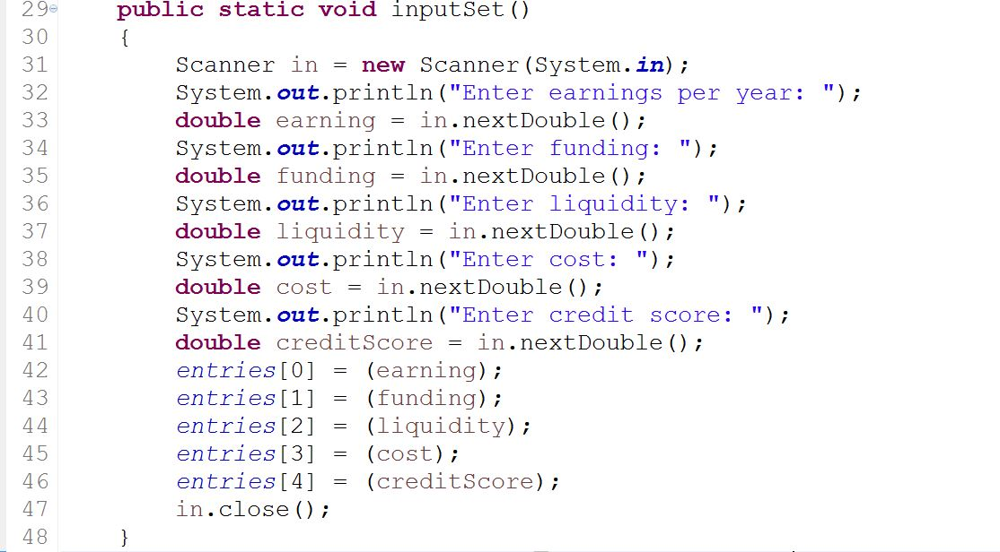 29 public static void inputSet()
30 {
31 Scanner in = new Scanner(System.in);
32 System.out.println("Enter earnings per year: ");
33 double earning = in.nextDouble();
34 System.out.println("Enter funding: ");
35 double funding = in.nextDouble();
36 System.out.println("Enter liquidity: ");
37 double liquidity = in.nextDouble();
38 System.out.println("Enter cost: ");
39 double cost = in.nextDouble();
40 System.out.println("Enter credit score: ");
41 double creditScore = in.nextDouble();
42 entries[0] = (earning);
43 entries[1] = (funding);
44 entries[2] = (liquidity);
45 entries[3] = (cost);
46 entries[4] = (creditScore);
47 in.close();
48 }